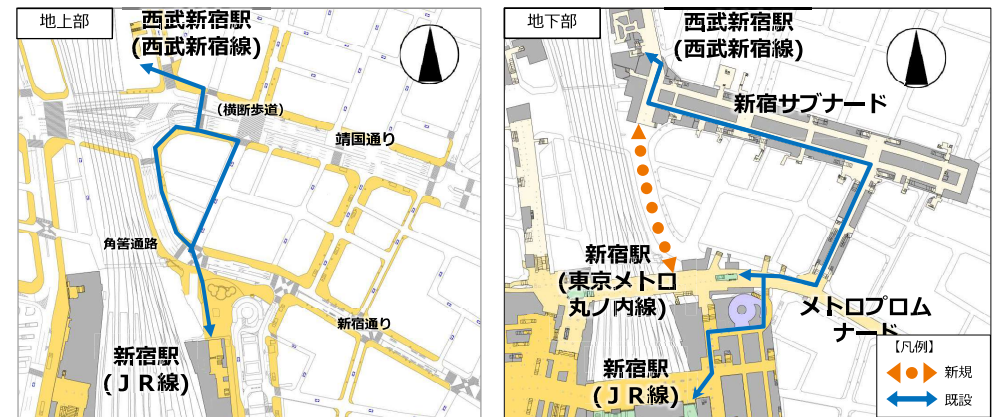 地上部
西武新宿駅
(西武新宿線)
(横断歩道)
靖国通り
角筈通路
新宿通り
新宿駅
(ＪＲ線)
地下部
西武新宿駅
(西武新宿線)
新宿サブナード
新宿駅
(東京メトロ
丸ノ内線)
メトロプロム
ナード
新宿駅
(ＪＲ線)
【凡例】
新規
既設